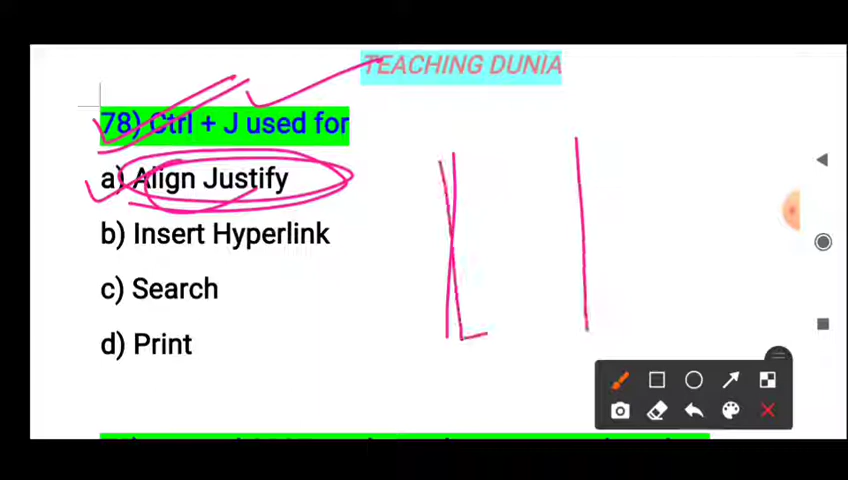 TEACHING DUNIA
78) Ctrl + J used for
a) Align Justify
b) Insert Hyperlink
c) Search
d) Print